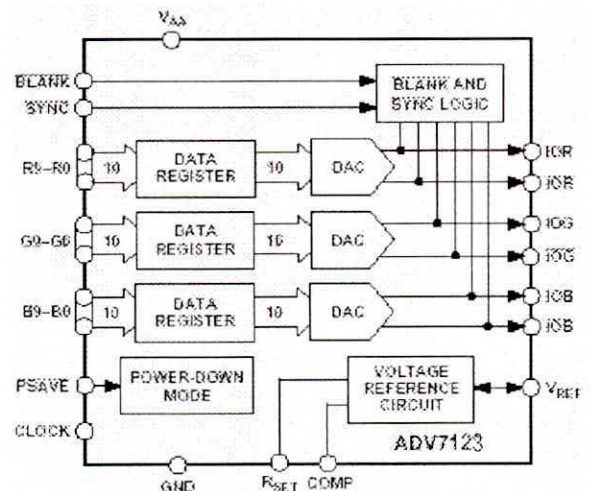 VAA
BLANK
SYNC
BLANK AND
SYNC LOGIC
R9–R0
10
DATA
REGISTER
10
DAC
IOR
IOR
G9–G0
10
DATA
REGISTER
10
DAC
IOG
IOG
B9–B0
10
DATA
REGISTER
10
DAC
IOB
IOB
PSAVE
POWER-DOWN
MODE
VOLTAGE
REFERENCE
CIRCUIT
VREF
CLOCK
ADV7123
GND
RSET
COMP